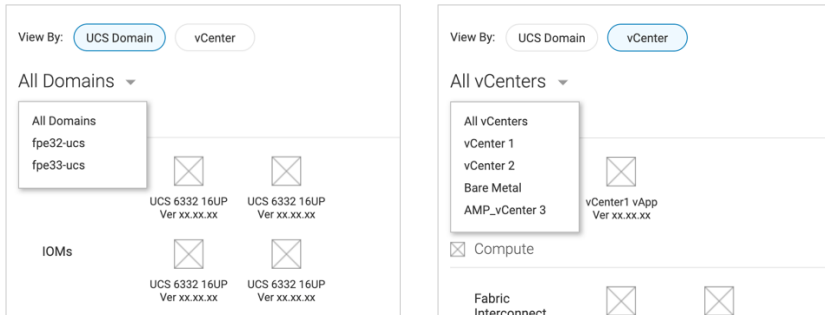 View By: UCS Domain vCenter
All Domains
All Domains
fpe32-ucs
fpe33-ucs
UCS 6332 16UP UCS 6332 16UP
Ver xx.xx.xx Ver xx.xx.xx
IOMs
UCS 6332 16UP UCS 6332 16UP
Ver xx.xx.xx Ver xx.xx.xx
View By: UCS Domain vCenter
All vCenters
All vCenters
vCenter 1
vCenter 2
Bare Metal
AMP_vCenter 3
vCenter1 vApp
Ver xx.xx.xx
Compute
Fabric
Interconnect